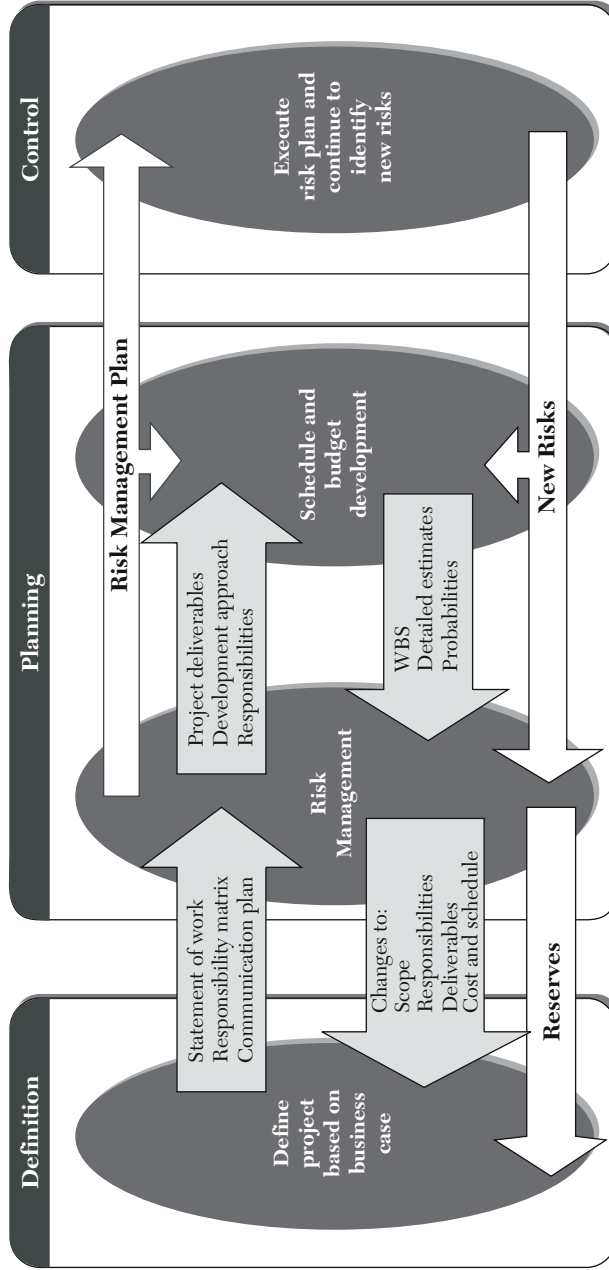 Definition
Planning
Control
Define
project
based on
business
case
Statement of work
Responsibility matrix
Communication plan
Changes to:
Scope
Responsibilities
Deliverables
Cost and schedule
Reserves
Risk
Management
Risk Management Plan
Project deliverables
Development approach
Responsibilities
WBS
Detailed estimates
Probabilities
Schedule and
budget
development
New Risks
Execute
risk plan and
continue to
identify
new risks